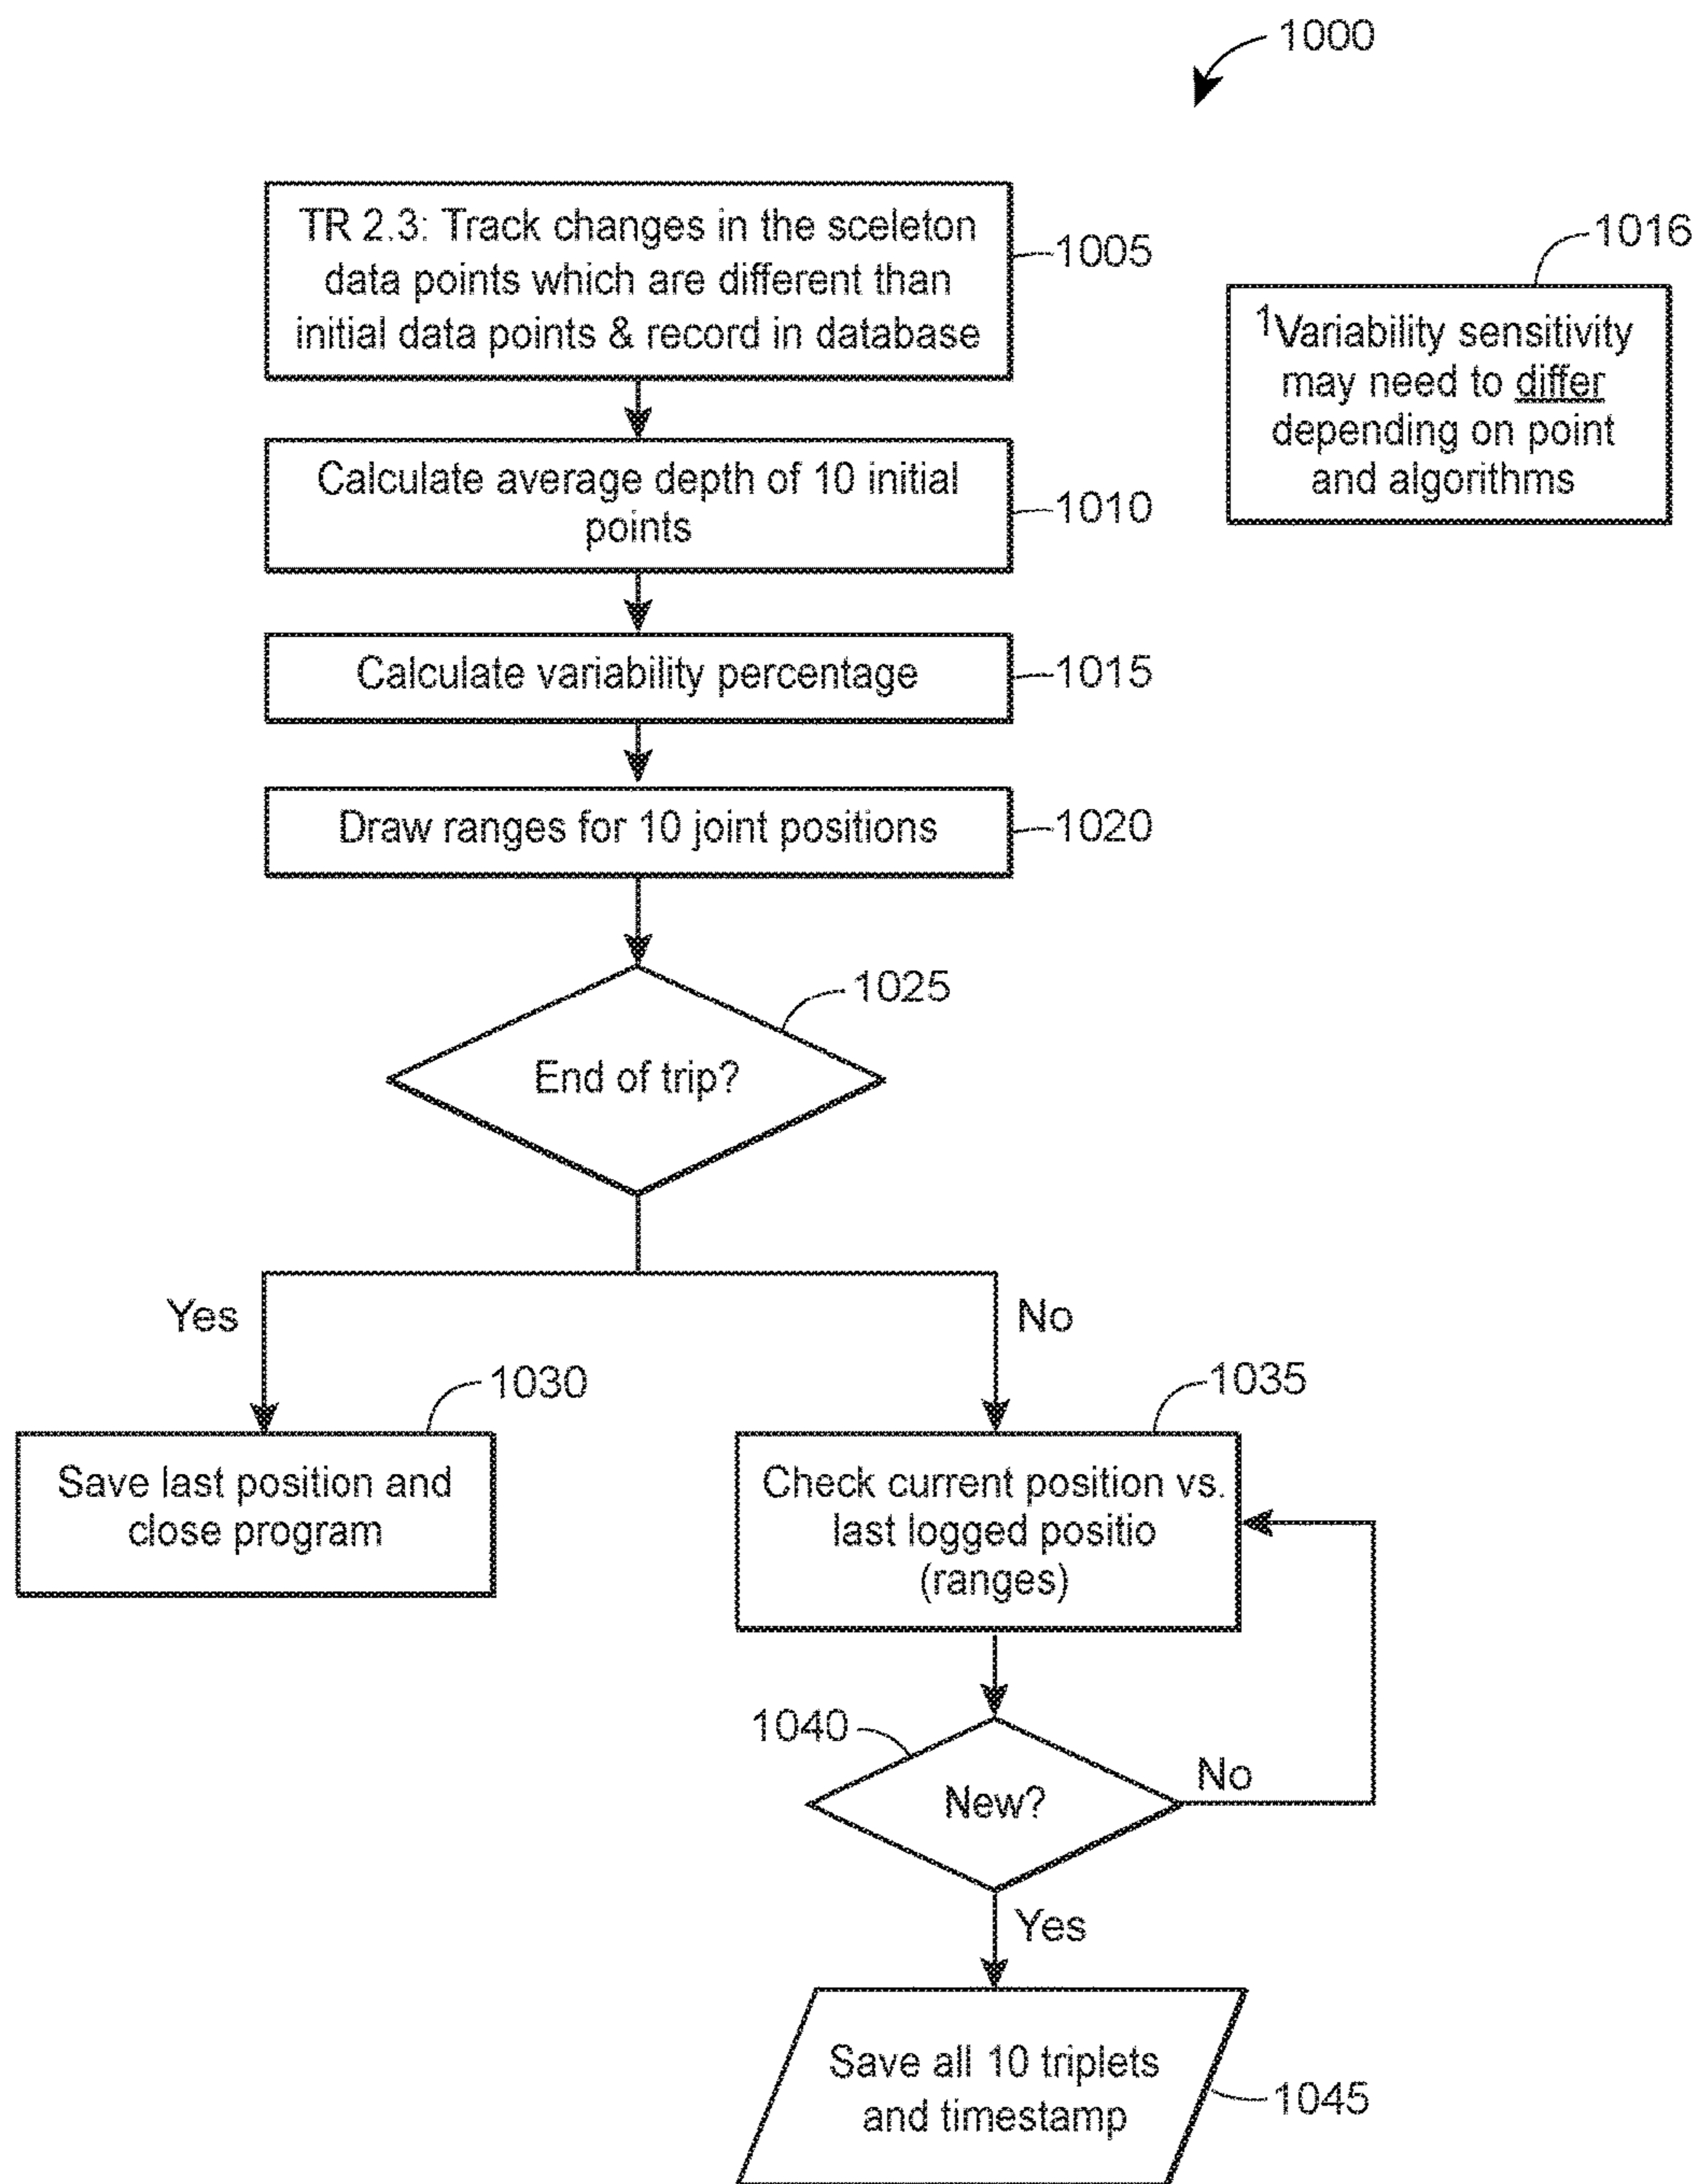 1000
TR 2.3: Track changes in the sceleton
data points which are different than
initial data points & record in database
1005
1016
1Variability sensitivity
may need to differ
depending on point
and algorithms
Calculate average depth of 10 initial
points
1010
Calculate variability percentage
1015
Draw ranges for 10 joint positions
1020
1025
End of trip?
Yes
No
1030
1035
Save last position and
close program
Check current position vs.
last logged positio
(ranges)
1040
New?
No
Yes
Save all 10 triplets
and timestamp
1045